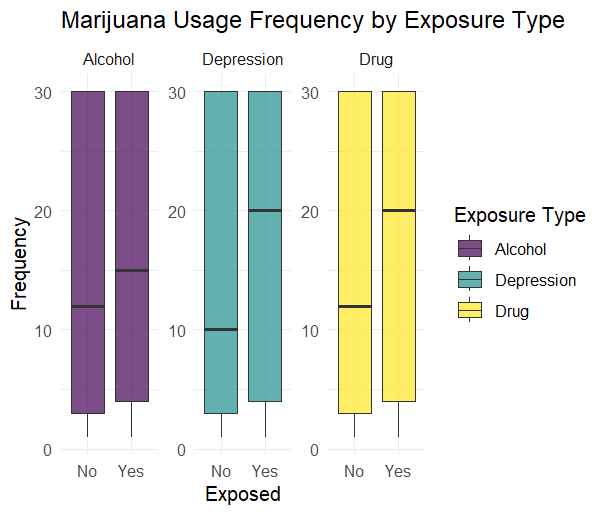 Marijuana Usage Frequency by Exposure Type
Alcohol
Depression
Drug
Frequency
30
20
10
0
30
20
10
0
30
20
10
0
No
Yes
No
Yes
No
Yes
Exposed
Exposure Type
Alcohol
Depression
Drug